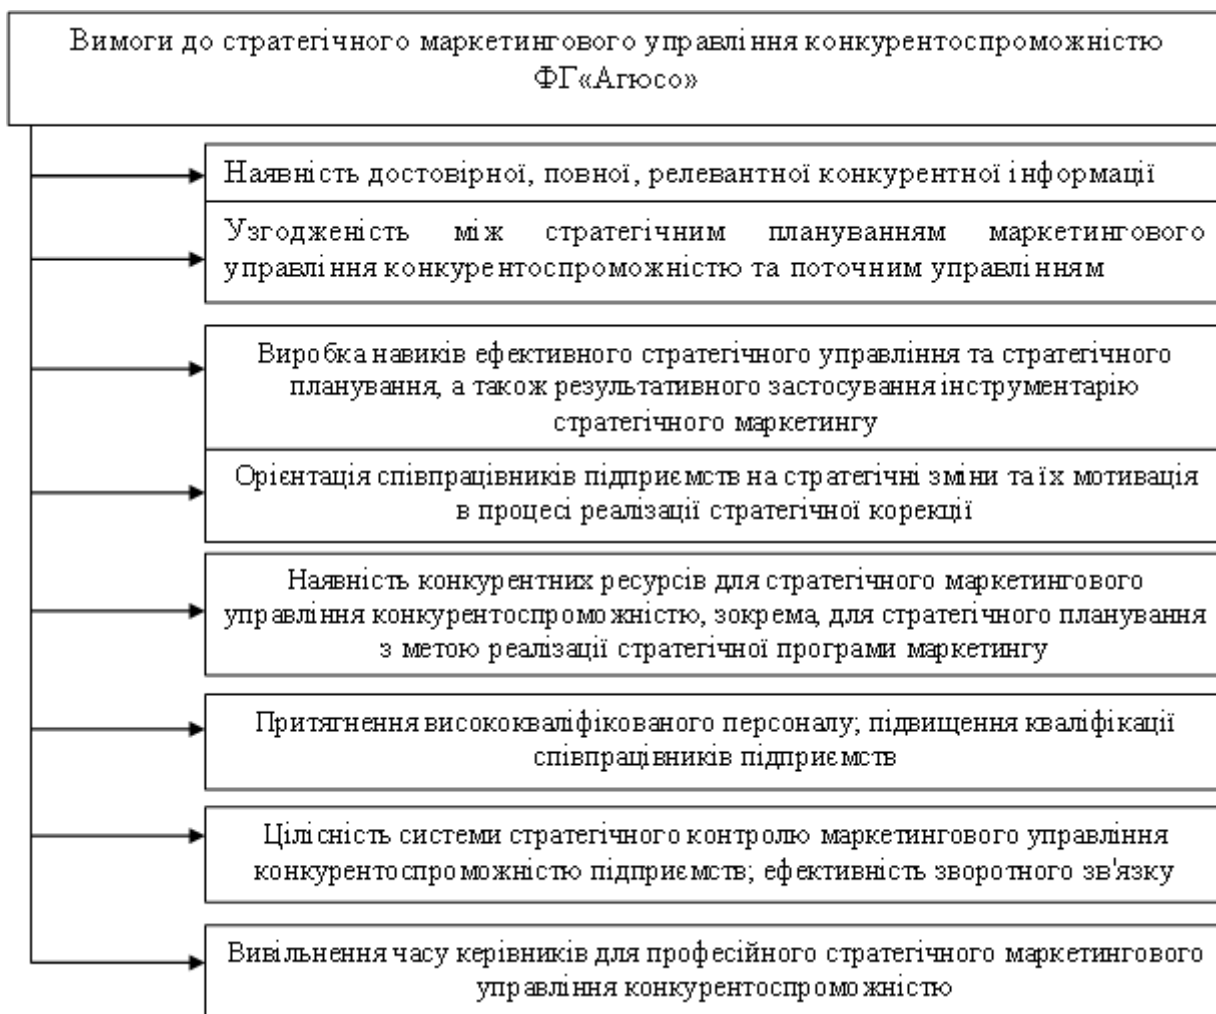 Вимоги до стратегічного маркетингового управління конкурентоспроможністю
ФГ«Агюсо»
Наявність достовірної, повної, релевантної конкурентної інформації
Узгодженість між стратегічним плануванням маркетингового
управління конкурентоспроможністю та поточним управлінням
Виробка навиків ефективного стратегічного управління та стратегічного
планування, а також результативного застосування інструментарію
стратегічного маркетингу
Орієнтація співпрацівників підприємств на стратегічні зміни та їх мотивація
в процесі реалізації стратегічної корекції
Наявність конкурентних ресурсів для стратегічного маркетингового
управління конкурентоспроможністю, зокрема, для стратегічного планування
з метою реалізації стратегічної програми маркетингу
Притягнення висококваліфікованого персоналу; підвищення кваліфікації
співпрацівників підприємств
Цілісність системи стратегічного контролю маркетингового управління
конкурентоспроможністю підприємств; ефективність зворотного зв'язку
Вивільнення часу керівників для професійного стратегічного маркетингового
управління конкурентоспроможністю